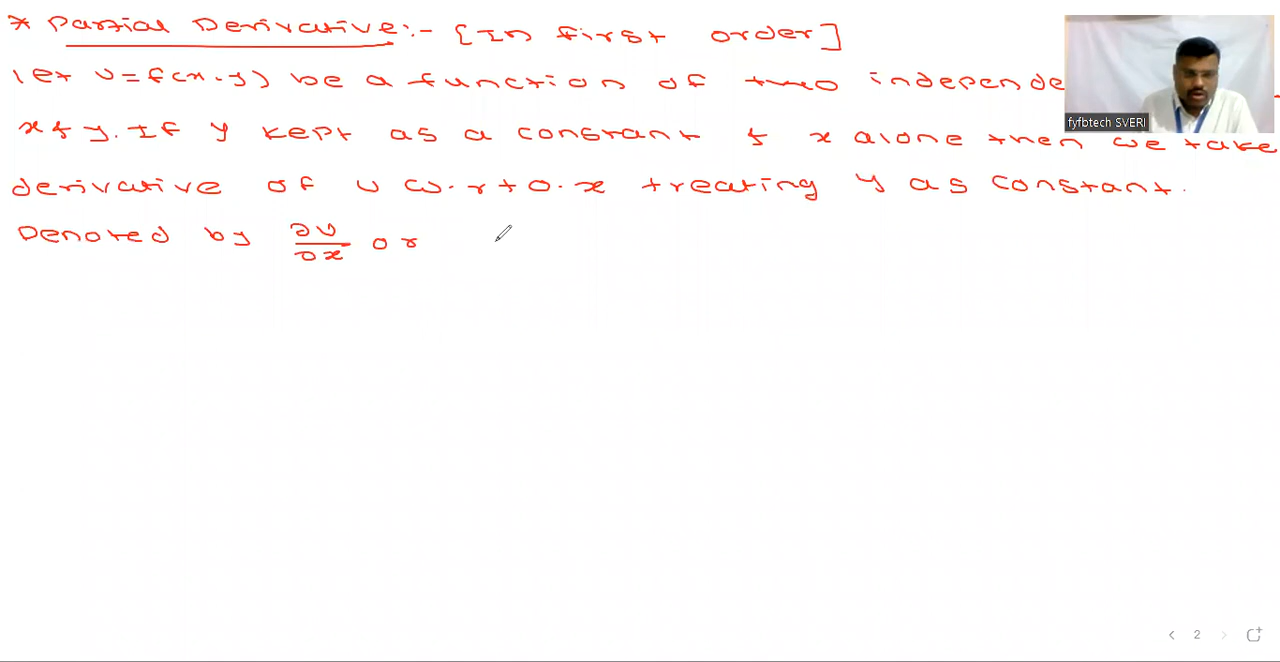 * Partial Derivative:- [In first order]
let u = f(x, y) be a function of two independe
x & y. If y kept as a constant & x alone then we take
derivative of u w.r. to. x treating y as constant.
Denoted by ∂u/∂x or
fyfbtech SVERI
2